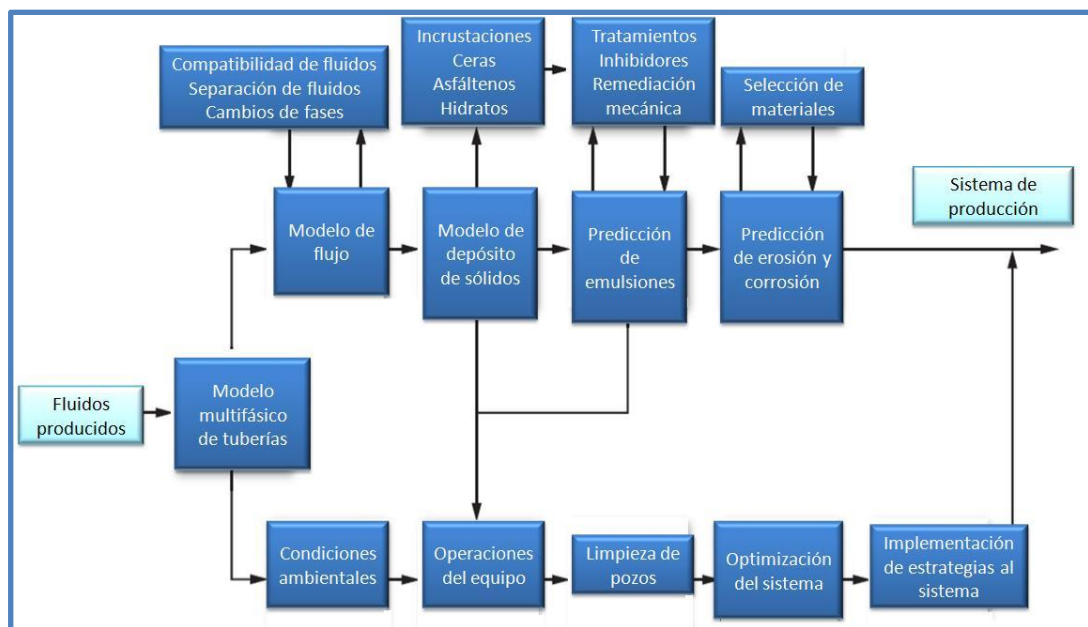 Compatibilidad de fluidos
Separación de fluidos
Cambios de fases
Incrustaciones
Ceras
Asfáltenos
Hidratos
Tratamientos
Inhibidores
Remediación
mecánica
Selección de
materiales
Sistema de
producción
Modelo de
flujo
Modelo de
depósito
de sólidos
Predicción
de
emulsiones
Predicción
de erosión y
corrosión
Fluidos
producidos
Modelo
multifásico
de tuberías
Condiciones
ambientales
Operaciones
del equipo
Limpieza de
pozos
Optimización
del sistema
Implementación
de estrategias al
sistema